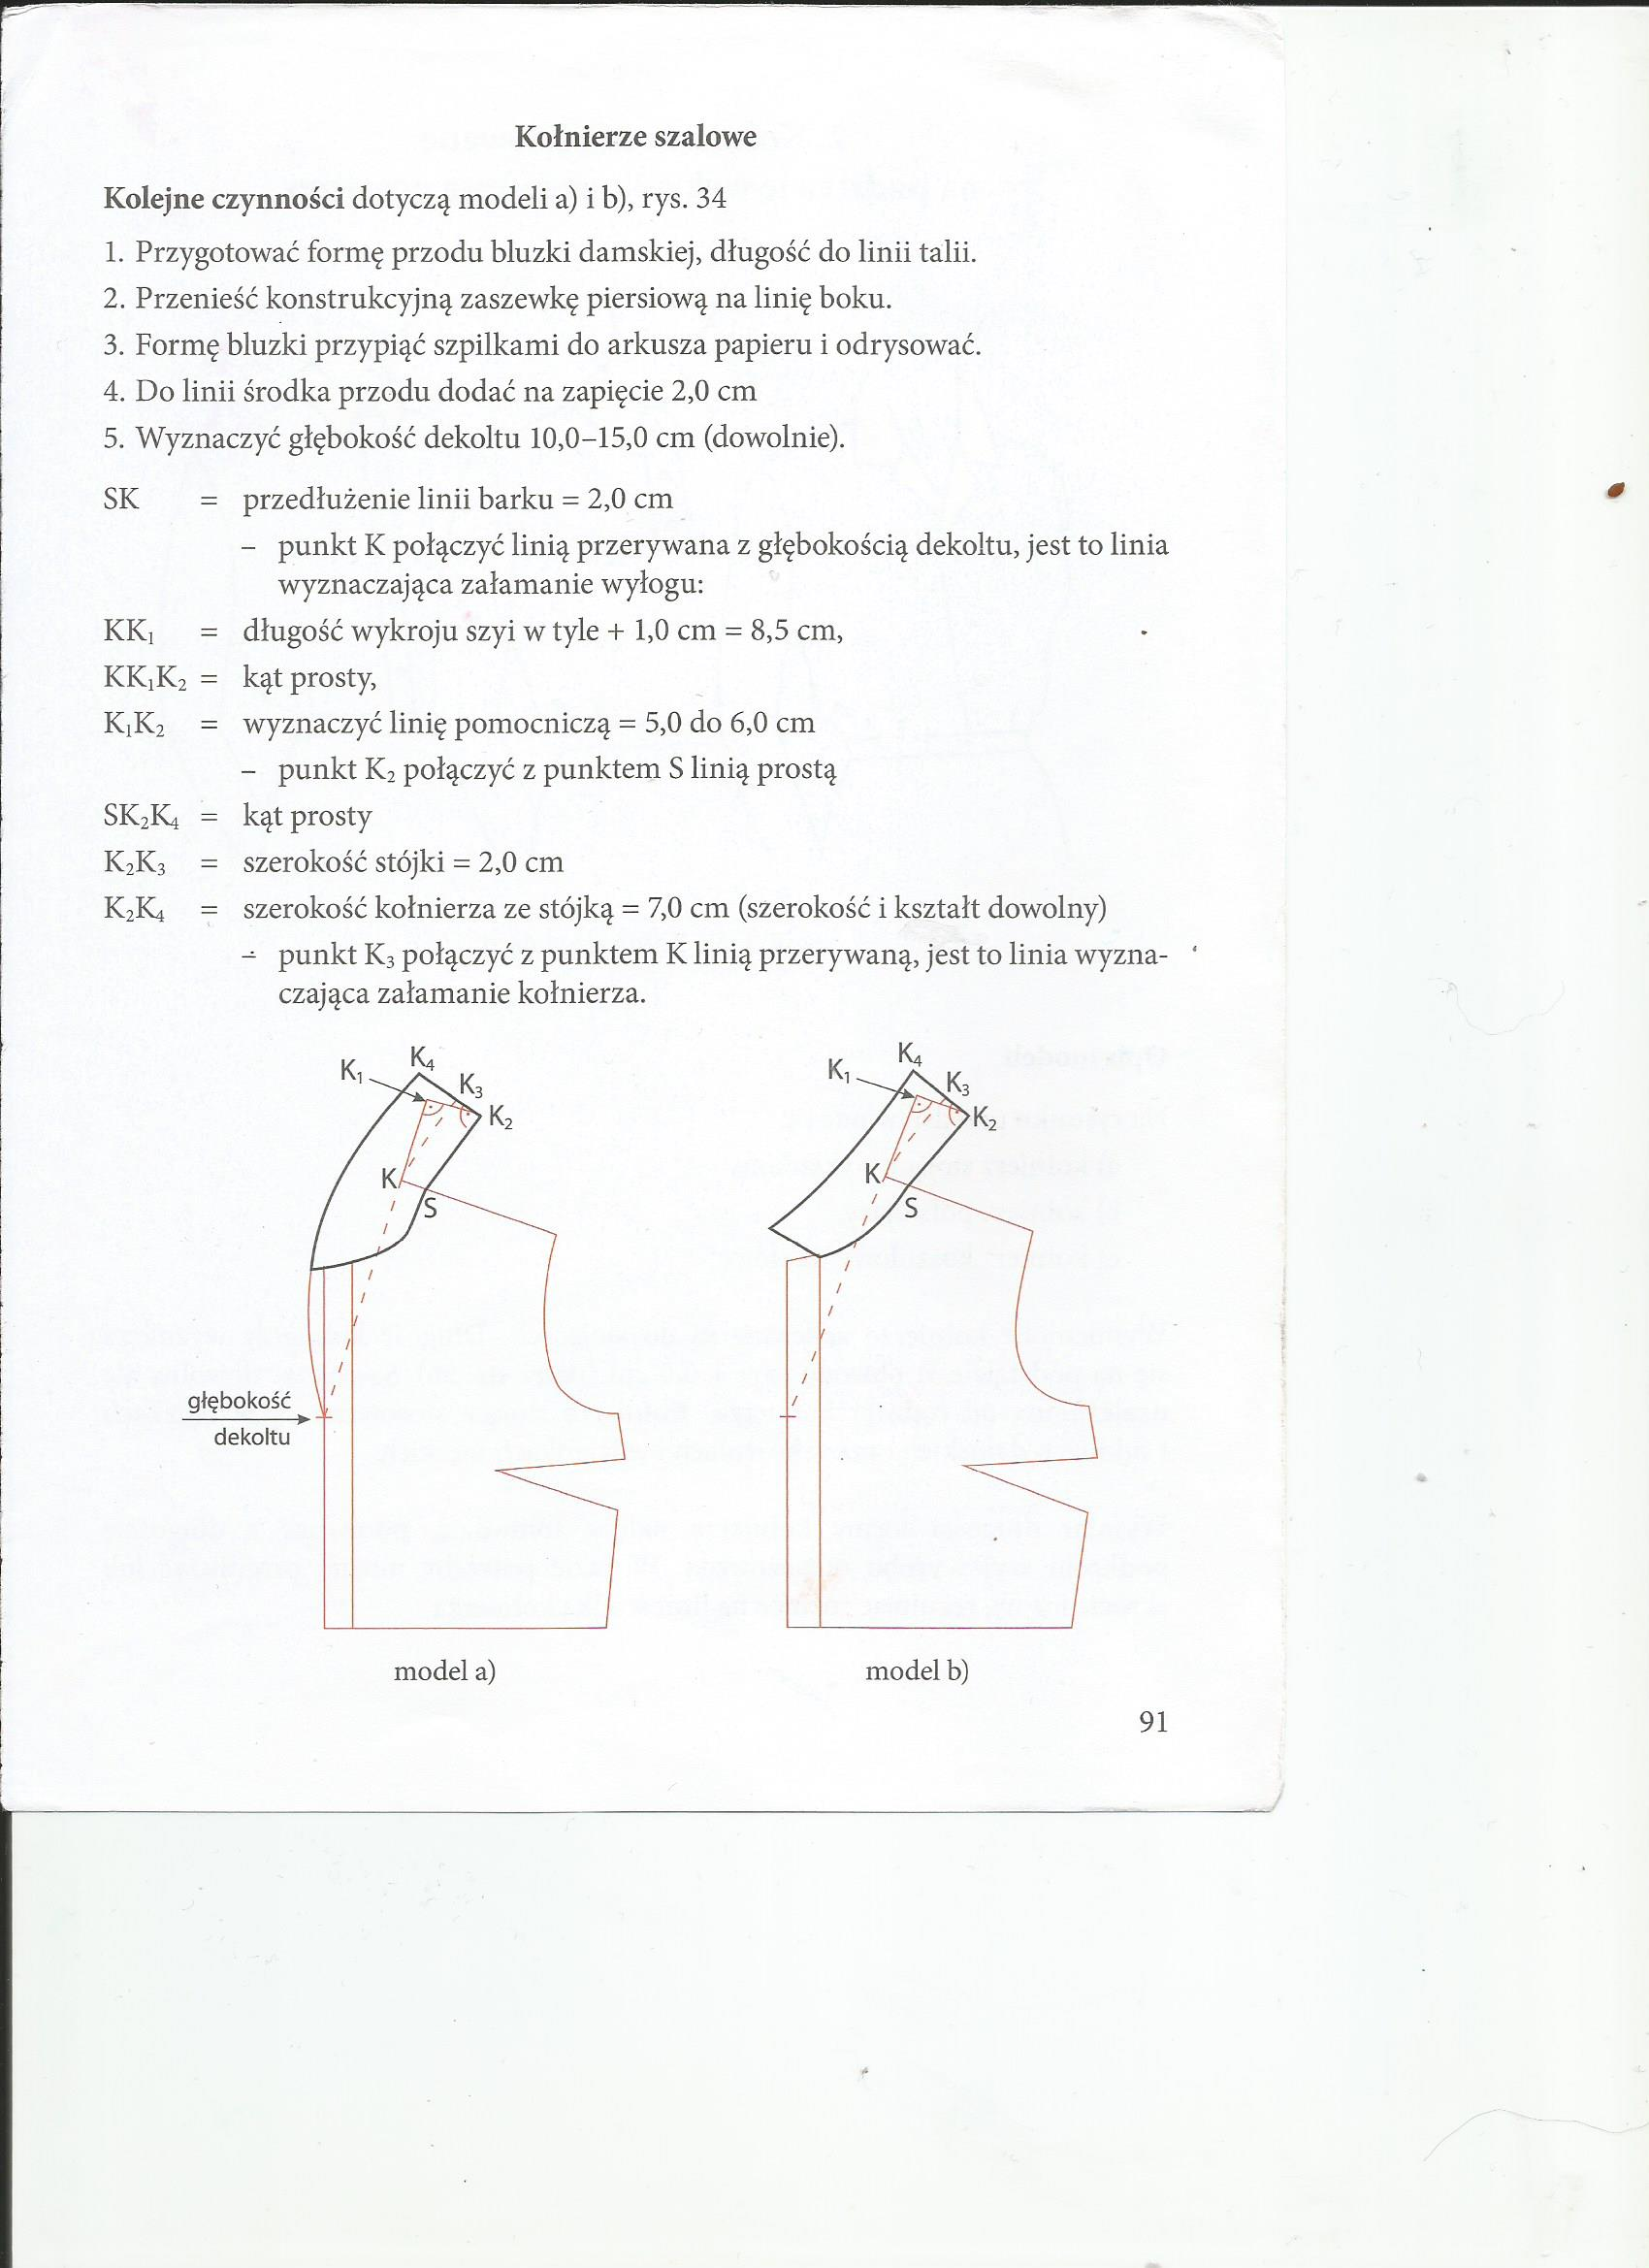 Kołnierze szalowe
Kolejne czynności dotyczą modeli a) i b), rys. 34
1. Przygotować formę przodu bluzki damskiej, długość do linii talii.
2. Przenieść konstrukcyjną zaszewkę piersiową na linię boku.
3. Formę bluzki przypiąć szpilkami do arkusza papieru i odrysować.
4. Do linii środka przodu dodać na zapięcie 2,0 cm
5. Wyznaczyć głębokość dekoltu 10,0–15,0 cm (dowolnie).
SK = przedłużenie linii barku = 2,0 cm
– punkt K połączyć linią przerywana z głębokością dekoltu, jest to linia
wyznaczająca załamanie wyłogu:
KK₁ = długość wykroju szyi w tyle + 1,0 cm = 8,5 cm,
KK₁K₂ = kąt prosty,
K₁K₂ = wyznaczyć linię pomocniczą = 5,0 do 6,0 cm
– punkt K₂ połączyć z punktem S linią prostą
SK₂K₄ = kąt prosty
K₂K₃ = szerokość stójki = 2,0 cm
K₂K₄ = szerokość kołnierza ze stójką = 7,0 cm (szerokość i kształt dowolny)
– punkt K₃ połączyć z punktem K linią przerywaną, jest to linia wyzna-
czająca załamanie kołnierza.
K₁ K₄ K₃ K₂ K S
głębokość
dekoltu
model a)
K₁ K₄ K₃ K₂ K S
model b)
91